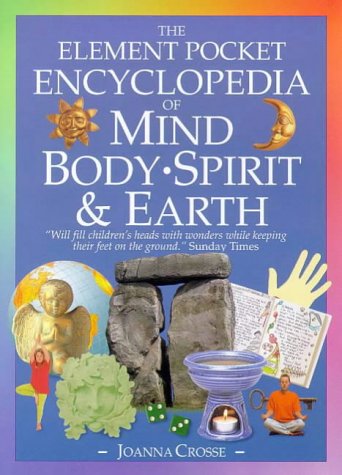 THE
ELEMENT POCKET
ENCYCLOPEDIA
OF
MIND
BODY·SPIRIT
& EARTH
"Will fill children's heads with wonders while keeping
their feet on the ground." SUNDAY TIMES
- JOANNA CROSSE -